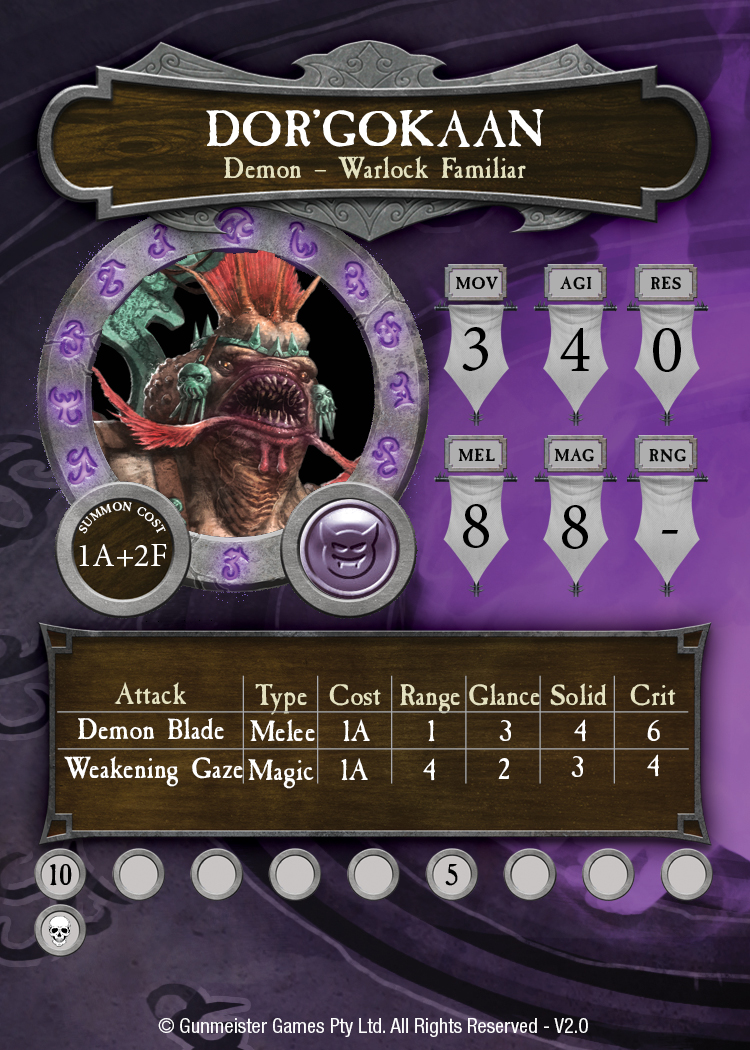 DOR'GOKAAN
Demon – Warlock Familiar
MOV AGI RES
3 4 0
MEL MAG RNG
8 8 -
SUMMON COST
1A+2F
Attack Type Cost Range Glance Solid Crit
Demon Blade Melee 1A 1 3 4 6
Weakening Gaze Magic 1A 4 2 3 4
10 5
© Gunmeister Games Pty Ltd. All Rights Reserved - V2.0